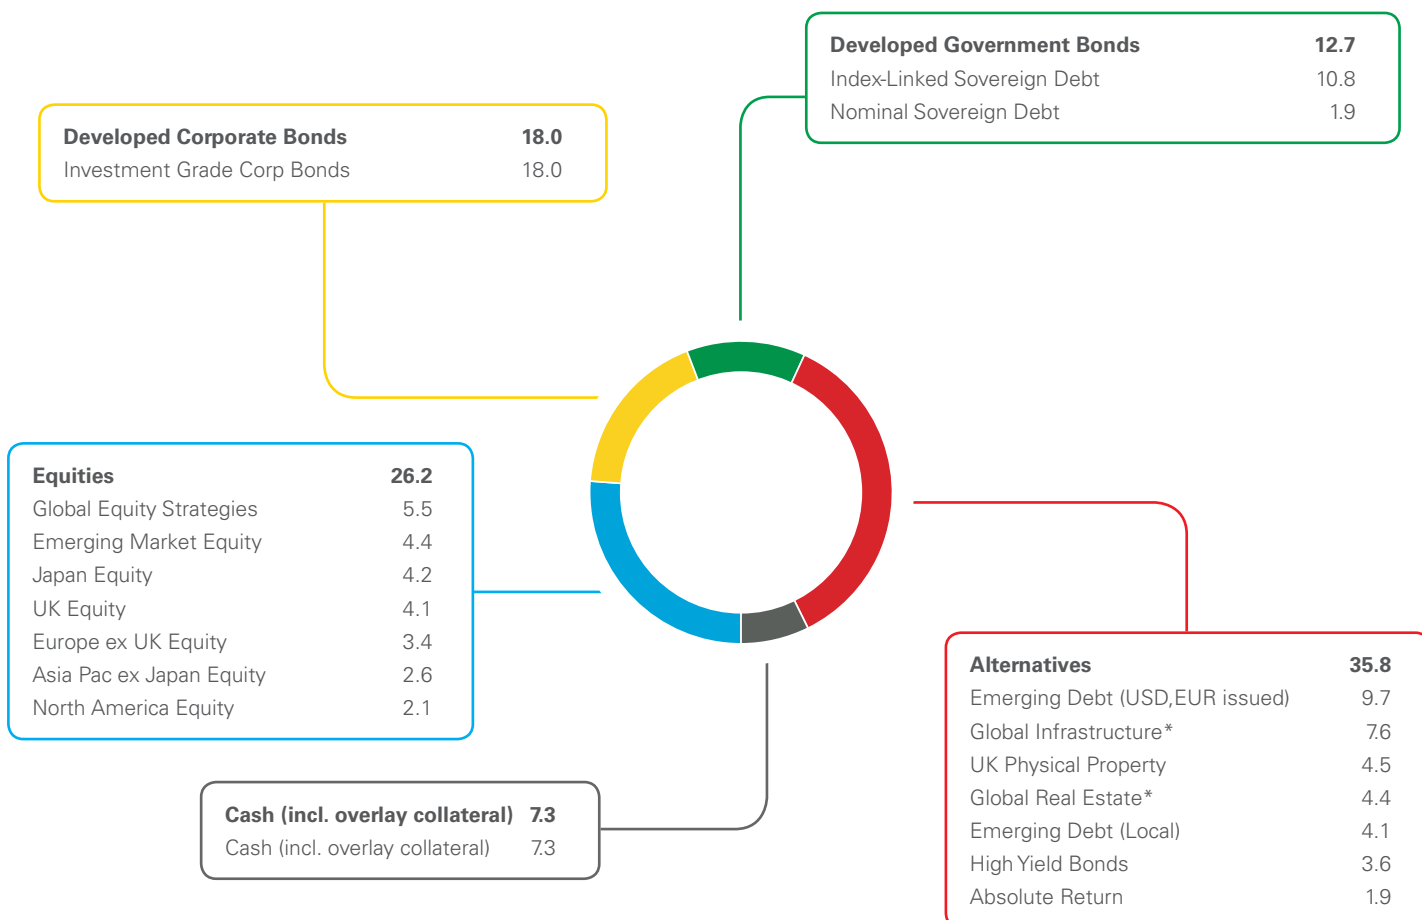 Developed Government Bonds 12.7
Index-Linked Sovereign Debt 10.8
Nominal Sovereign Debt 1.9
Developed Corporate Bonds 18.0
Investment Grade Corp Bonds 18.0
Equities 26.2
Global Equity Strategies 5.5
Emerging Market Equity 4.4
Japan Equity 4.2
UK Equity 4.1
Europe ex UK Equity 3.4
Asia Pac ex Japan Equity 2.6
North America Equity 2.1
Alternatives 35.8
Emerging Debt (USD,EUR issued) 9.7
Global Infrastructure* 7.6
UK Physical Property 4.5
Global Real Estate* 4.4
Emerging Debt (Local) 4.1
High Yield Bonds 3.6
Absolute Return 1.9
Cash (incl. overlay collateral) 7.3
Cash (incl. overlay collateral) 7.3